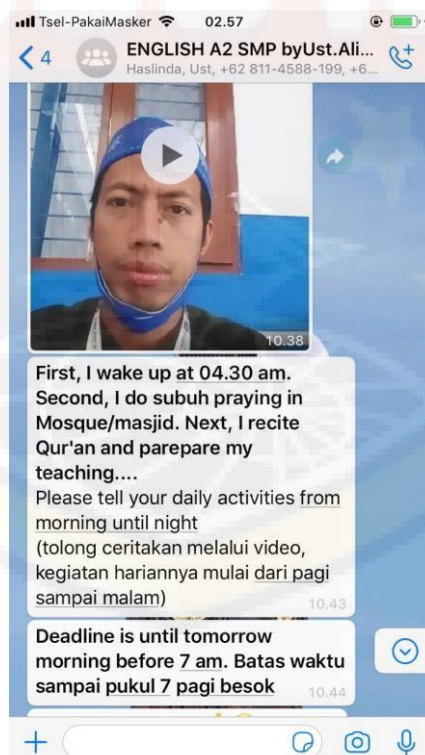 Tsel-PakaiMasker 02.57
4 ENGLISH A2 SMP byUst.Ali...
Haslinda, Ust, +62 811-4588-199, +6...
10.38
First, I wake up at 04.30 am.
Second, I do subuh praying in
Mosque/masjid. Next, I recite
Qur'an and parepare my
teaching....
Please tell your daily activities from
morning until night
(tolong ceritakan melalui video,
kegiatan hariannya mulai dari pagi
sampai malam)
10.43
Deadline is until tomorrow
morning before 7 am. Batas waktu
sampai pukul 7 pagi besok
10.44